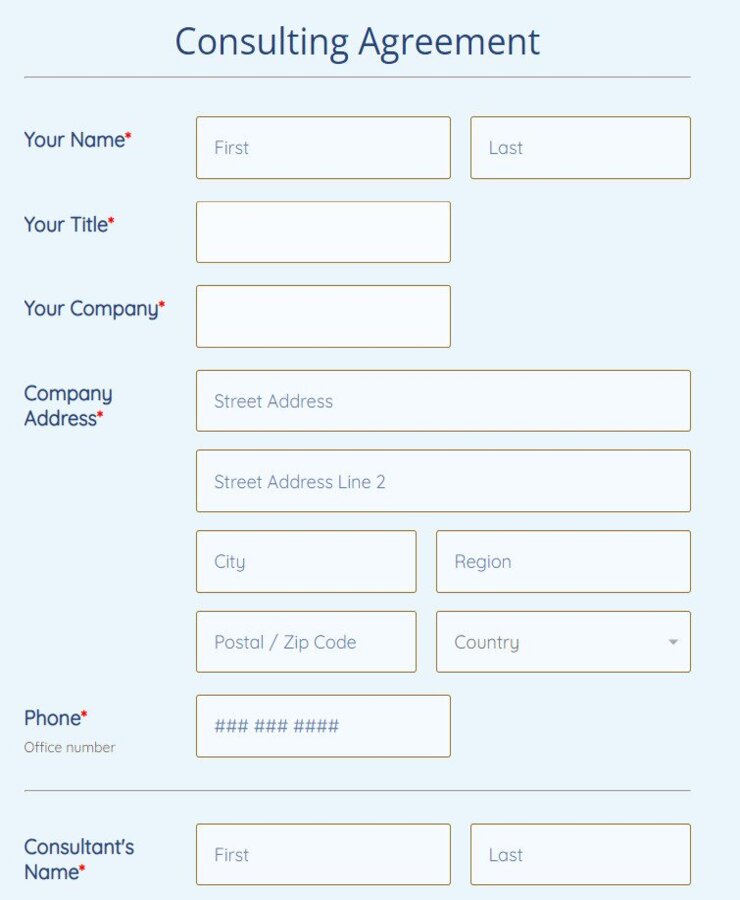 Consulting Agreement
Your Name*
First
Last
Your Title*
Your Company*
Company
Address*
Street Address
Street Address Line 2
City
Region
Postal / Zip Code
Country
Phone*
Office number
### ### ####
Consultant's
Name*
First
Last